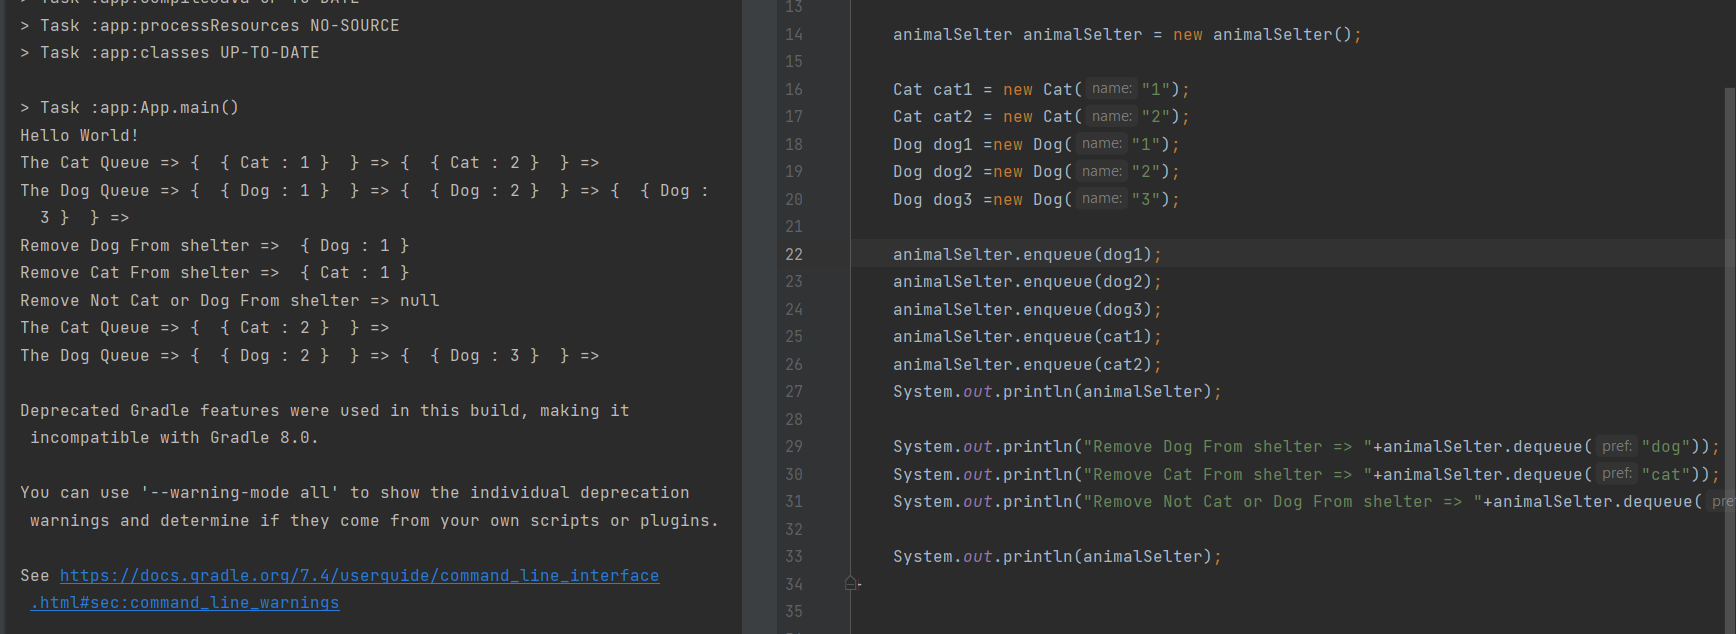 > Task :app:compileJava UP-TO-DATE
> Task :app:processResources NO-SOURCE
> Task :app:classes UP-TO-DATE
> Task :app:App.main()
Hello World!
The Cat Queue => {  { Cat : 1 }  } => {  { Cat : 2 }  } =>
The Dog Queue => {  { Dog : 1 }  } => {  { Dog : 2 }  } => {  { Dog :
3 }  } =>
Remove Dog From shelter =>  { Dog : 1 }
Remove Cat From shelter =>  { Cat : 1 }
Remove Not Cat or Dog From shelter => null
The Cat Queue => {  { Cat : 2 }  } =>
The Dog Queue => {  { Dog : 2 }  } => {  { Dog : 3 }  } =>
Deprecated Gradle features were used in this build, making it
incompatible with Gradle 8.0.
You can use '--warning-mode all' to show the individual deprecation
warnings and determine if they come from your own scripts or plugins.
See https://docs.gradle.org/7.4/userguide/command_line_interface
.html#sec:command_line_warnings
13
14 animalSelter animalSelter = new animalSelter();
15
16 Cat cat1 = new Cat( name: "1");
17 Cat cat2 = new Cat( name: "2");
18 Dog dog1 =new Dog( name: "1");
19 Dog dog2 =new Dog( name: "2");
20 Dog dog3 =new Dog( name: "3");
21
22 animalSelter.enqueue(dog1);
23 animalSelter.enqueue(dog2);
24 animalSelter.enqueue(dog3);
25 animalSelter.enqueue(cat1);
26 animalSelter.enqueue(cat2);
27 System.out.println(animalSelter);
28
29 System.out.println("Remove Dog From shelter => "+animalSelter.dequeue( pref: "dog"));
30 System.out.println("Remove Cat From shelter => "+animalSelter.dequeue( pref: "cat"));
31 System.out.println("Remove Not Cat or Dog From shelter => "+animalSelter.dequeue( pre
32
33 System.out.println(animalSelter);
34
35